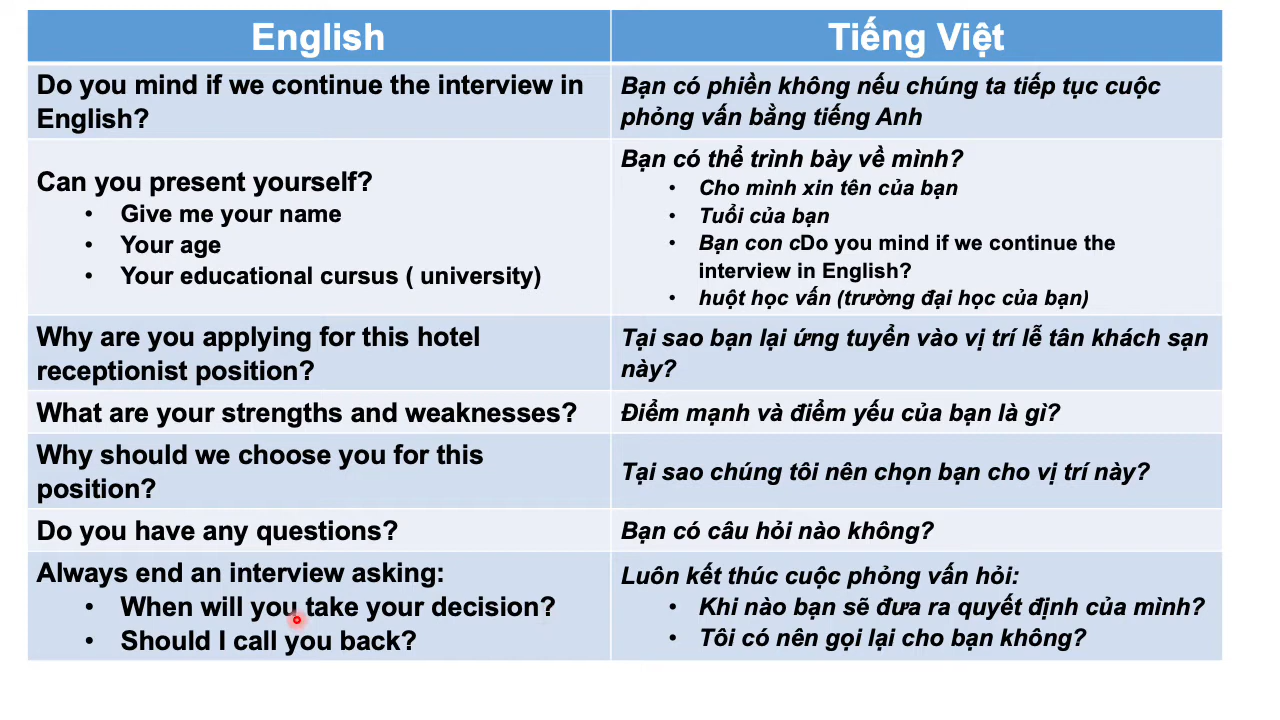 English
Tiếng Việt
Do you mind if we continue the interview in
English?
Bạn có phiền không nếu chúng ta tiếp tục cuộc
phỏng vấn bằng tiếng Anh
Can you present yourself?
• Give me your name
• Your age
• Your educational cursus ( university)
Bạn có thể trình bày về mình?
• Cho mình xin tên của bạn
• Tuổi của bạn
• Bạn con cDo you mind if we continue the
interview in English?
• huột học vấn (trường đại học của bạn)
Why are you applying for this hotel
receptionist position?
Tại sao bạn lại ứng tuyển vào vị trí lễ tân khách sạn
này?
What are your strengths and weaknesses?
Điểm mạnh và điểm yếu của bạn là gì?
Why should we choose you for this
position?
Tại sao chúng tôi nên chọn bạn cho vị trí này?
Do you have any questions?
Bạn có câu hỏi nào không?
Always end an interview asking:
• When will you take your decision?
• Should I call you back?
Luôn kết thúc cuộc phỏng vấn hỏi:
• Khi nào bạn sẽ đưa ra quyết định của mình?
• Tôi có nên gọi lại cho bạn không?